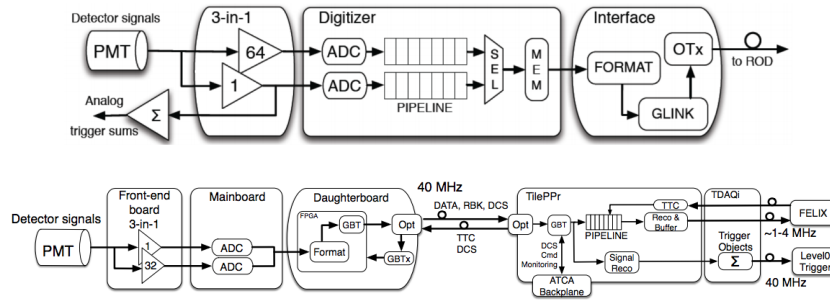 3-in-1
Digitizer
Interface
Detector signals
PMT
64
1
Analog
trigger sums
Σ
ADC
ADC
PIPELINE
SEL
MEM
FORMAT
GLINK
OTx
to ROD
Front-end
board
3-in-1
Mainboard
Daughterboard
40 MHz
TilePPr
TDAQi
Detector signals
PMT
1
32
ADC
ADC
FPGA
GBT
Format
Opt
GBTx
DATA, RBK, DCS
TTC
DCS
Opt
GBT
PIPELINE
TTC
Reco &
Buffer
DCS
Cmd
Monitoring
ATCA
Backplane
Signal
Reco
Trigger
Objects
Σ
FELIX
~1-4 MHz
Level0
Trigger
40 MHz